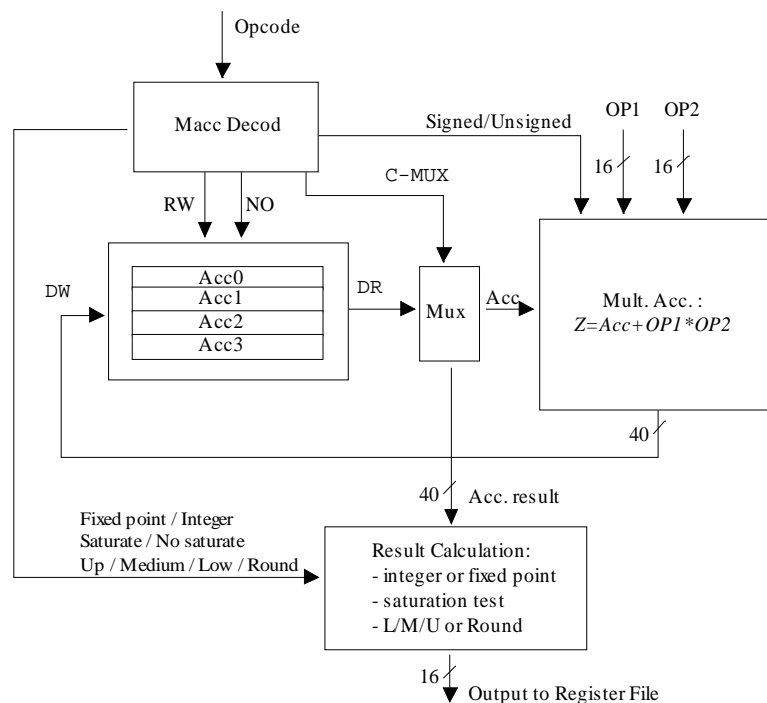 Opcode
Macc Decod
Signed/Unsigned
OP1
OP2
C-MUX
16
16
RW
NO
DW
Acc0
Acc1
Acc2
Acc3
DR
Mux
Acc
Mult. Acc. :
Z=Acc+OP1*OP2
40
40
Acc. result
Fixed point / Integer
Saturate / No saturate
Up / Medium / Low / Round
Result Calculation:
- integer or fixed point
- saturation test
- L/M/U or Round
16
Output to Register File